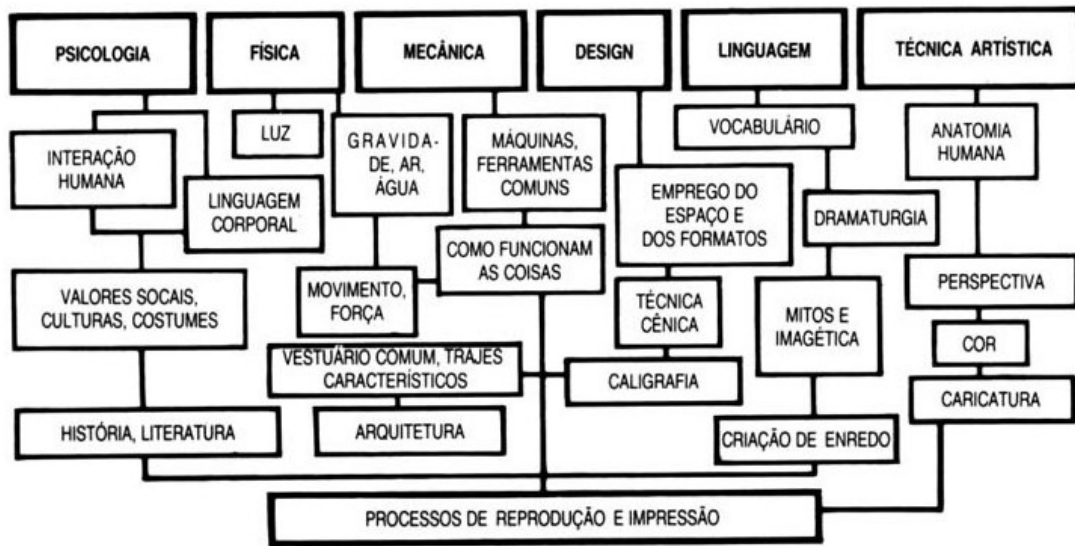 PSICOLOGIA
FÍSICA
MECÂNICA
DESIGN
LINGUAGEM
TÉCNICA ARTÍSTICA
INTERAÇÃO
HUMANA
LINGUAGEM
CORPORAL
VALORES SOCAIS,
CULTURAS, COSTUMES
HISTÓRIA, LITERATURA
LUZ
GRAVIDA-
DE, AR,
ÁGUA
MOVIMENTO,
FORÇA
MÁQUINAS,
FERRAMENTAS
COMUNS
COMO FUNCIONAM
AS COISAS
VESTUÁRIO COMUM, TRAJES
CARACTERÍSTICOS
ARQUITETURA
EMPREGO DO
ESPAÇO E
DOS FORMATOS
TÉCNICA
CÊNICA
CALIGRAFIA
VOCABULÁRIO
DRAMATURGIA
MITOS E
IMAGÉTICA
CRIAÇÃO DE ENREDO
ANATOMIA
HUMANA
PERSPECTIVA
COR
CARICATURA
PROCESSOS DE REPRODUÇÃO E IMPRESSÃO